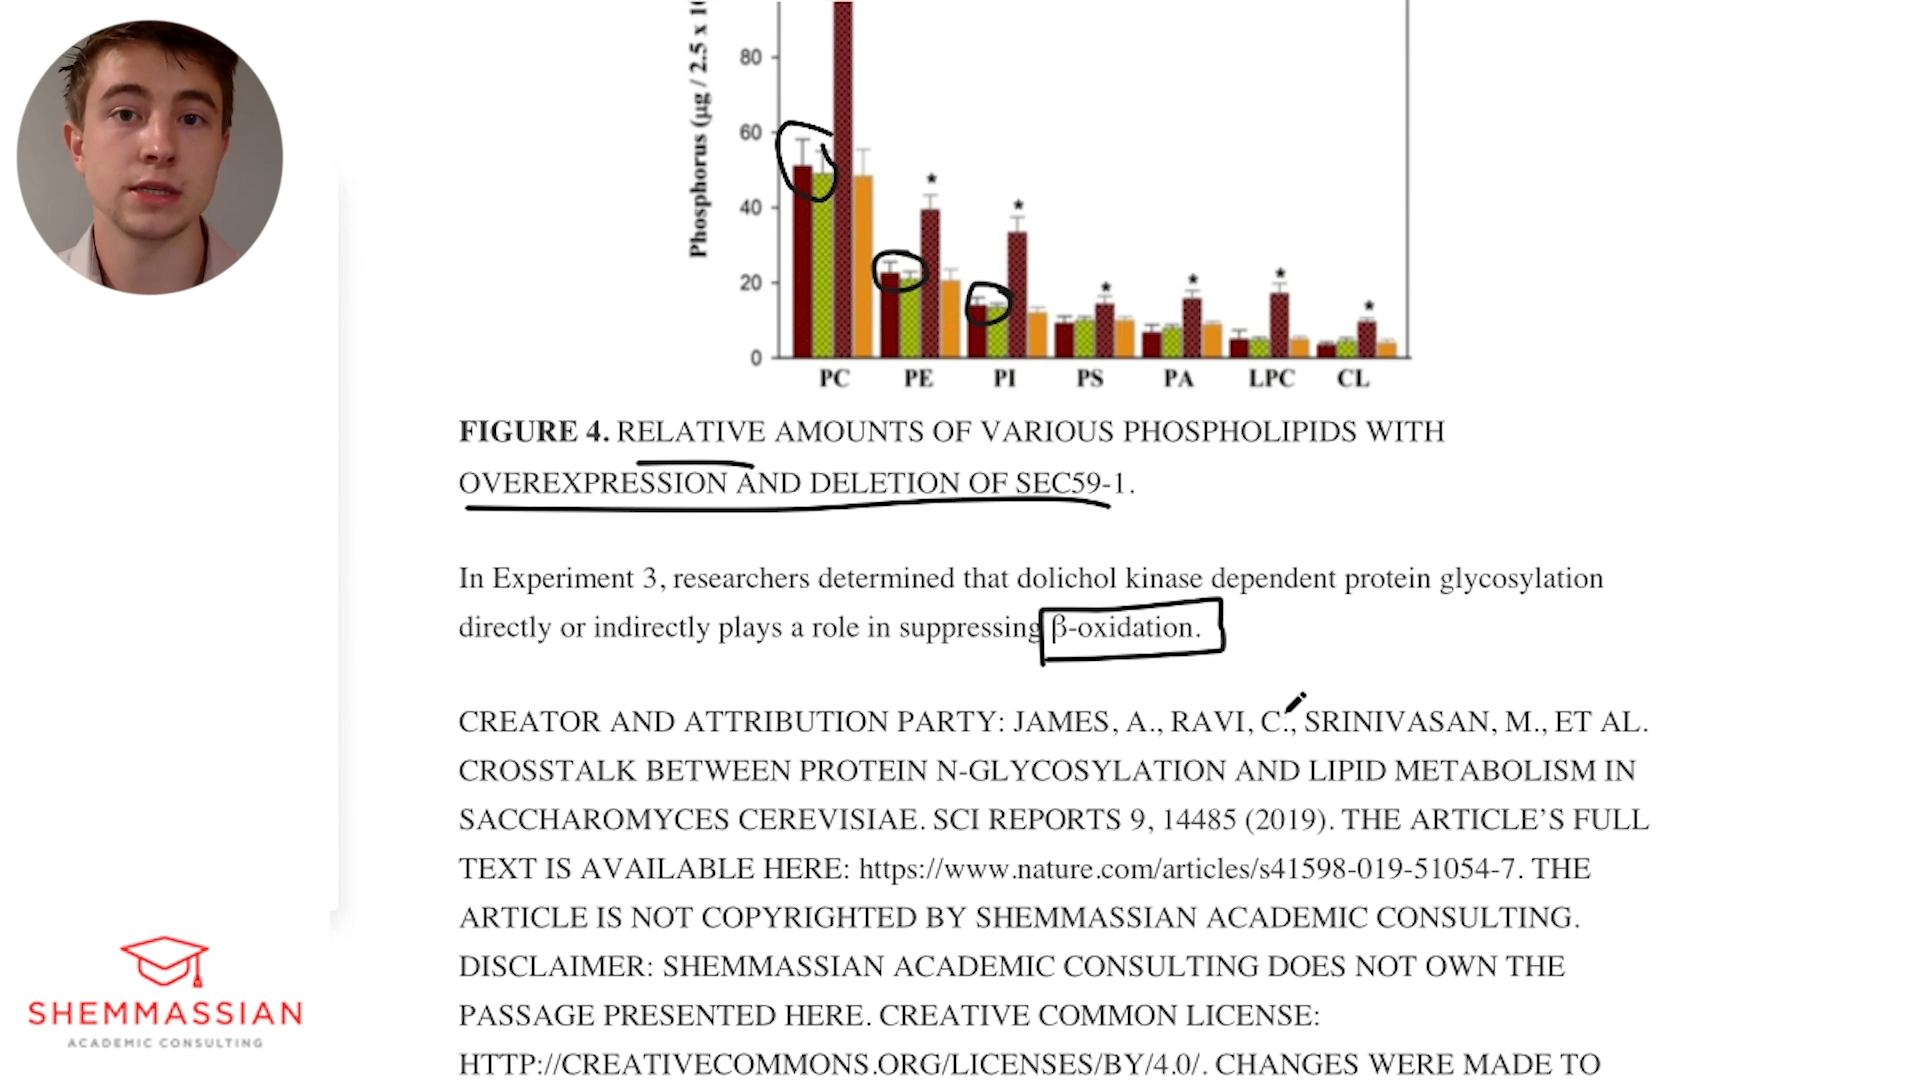 Phosphorus (µg / 2.5 x 10
80
60
40
20
0
*
*
*
*
*
*
PC PE PI PS PA LPC CL
FIGURE 4. RELATIVE AMOUNTS OF VARIOUS PHOSPHOLIPIDS WITH
OVEREXPRESSION AND DELETION OF SEC59-1.
In Experiment 3, researchers determined that dolichol kinase dependent protein glycosylation
directly or indirectly plays a role in suppressing β-oxidation.
CREATOR AND ATTRIBUTION PARTY: JAMES, A., RAVI, C., SRINIVASAN, M., ET AL.
CROSSTALK BETWEEN PROTEIN N-GLYCOSYLATION AND LIPID METABOLISM IN
SACCHAROMYCES CEREVISIAE. SCI REPORTS 9, 14485 (2019). THE ARTICLE’S FULL
TEXT IS AVAILABLE HERE: https://www.nature.com/articles/s41598-019-51054-7. THE
ARTICLE IS NOT COPYRIGHTED BY SHEMMASSIAN ACADEMIC CONSULTING.
DISCLAIMER: SHEMMASSIAN ACADEMIC CONSULTING DOES NOT OWN THE
PASSAGE PRESENTED HERE. CREATIVE COMMON LICENSE:
HTTP://CREATIVECOMMONS.ORG/LICENSES/BY/4.0/. CHANGES WERE MADE TO
SHEMMASSIAN
ACADEMIC CONSULTING